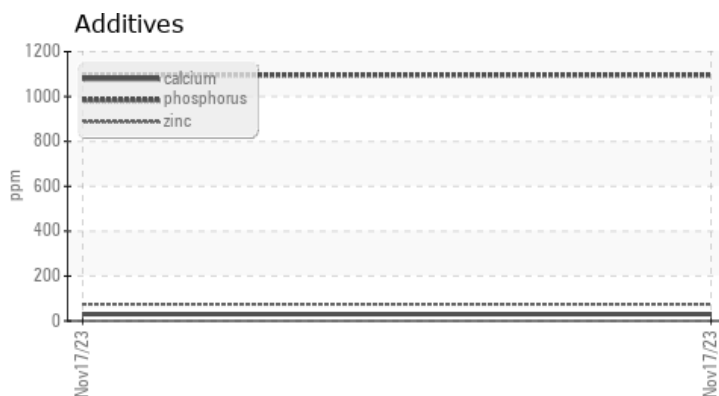 Additives
1200
1000
800
600
400
200
0
ppm
calcium
phosphorus
zinc
Nov17/23
Nov17/23